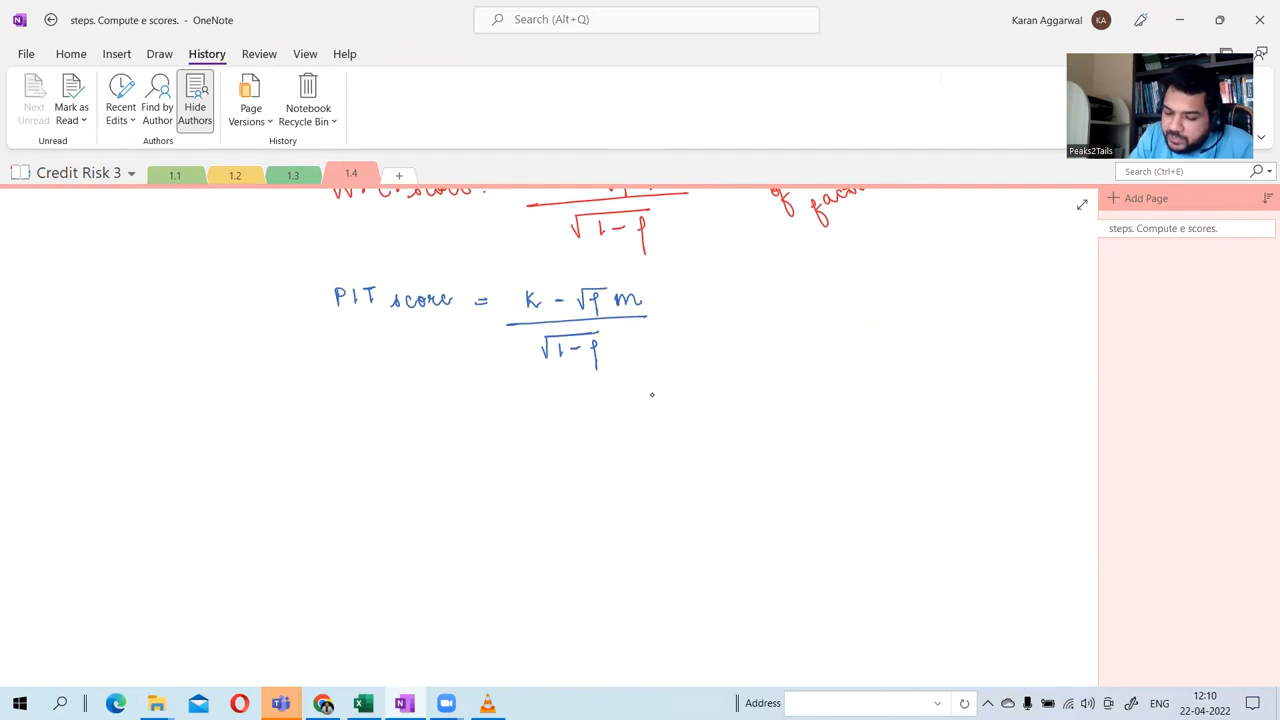 steps. Compute e scores. - OneNote
Search (Alt+Q)
Karan Aggarwal KA
File Home Insert Draw History Review View Help
Next Unread
Mark as Read
Recent Edits
Find by Author
Hide Authors
Page Versions
Notebook Recycle Bin
Unread Authors History
Peaks2Tails
Credit Risk 3 1.1 1.2 1.3 1.4 +
Search (Ctrl+E)
Add Page
steps. Compute e scores.
of
√1-ρ
PIT score = K - √ρ m
√1-ρ
Address
ENG
12:10
22-04-2022